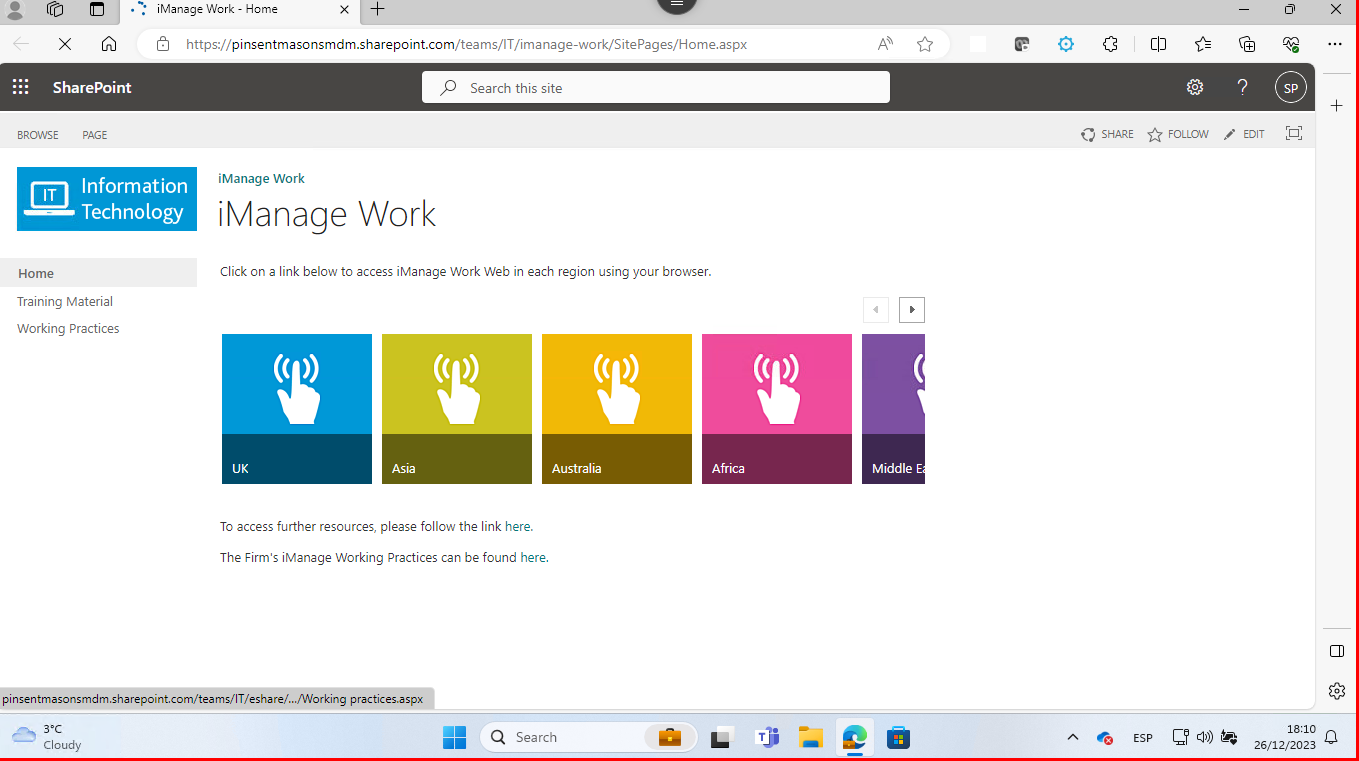 iManage Work - Home
https://pinsentmasonsmdm.sharepoint.com/teams/IT/imanage-work/SitePages/Home.aspx
SharePoint
Search this site
SP
BROWSE PAGE
SHARE FOLLOW EDIT
IT Information
Technology
iManage Work
iManage Work
Home
Training Material
Working Practices
Click on a link below to access iManage Work Web in each region using your browser.
UK
Asia
Australia
Africa
Middle Ea
To access further resources, please follow the link here.
The Firm's iManage Working Practices can be found here.
pinsentmasonsmdm.sharepoint.com/teams/IT/eshare/.../Working practices.aspx
3°C
Cloudy
Search
ESP
18:10
26/12/2023